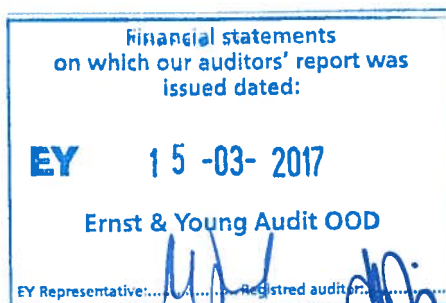 Financial statements
on which our auditors' report was
issued dated:
EY 15 -03- 2017
Ernst & Young Audit OOD
EY Representative:................Registred auditor:................